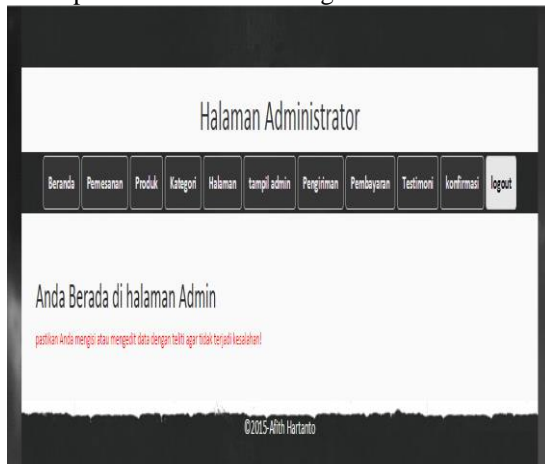 Halaman Administrator
Beranda Pemesanan Produk Kategori Halaman tampil admin Pengiriman Pembayaran Testimoni konfirmasi logout
Anda Berada di halaman Admin
pastikan Anda mengisi atau mengedit data dengan teliti agar tidak terjadi kesalahan!
©2015-Afith Hartanto